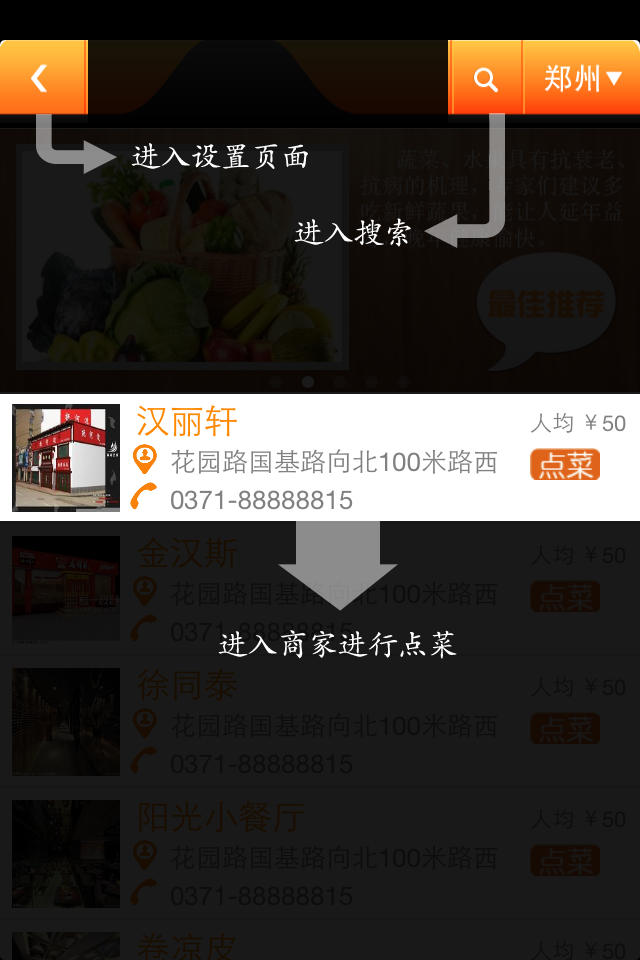 郑州
进入设置页面
蔬菜、水果具有抗衰老、
抗病的机理,专家们建议多
吃新鲜蔬果,能让人延年益
健康愉快。
进入搜索
最佳推荐
汉丽轩
人均 ¥50
花园路国基路向北100米路西
点菜
0371-88888815
金汉斯
人均 ¥50
花园路国基路向北100米路西
点菜
0371-88888815
进入商家进行点菜
徐同泰
人均 ¥50
花园路国基路向北100米路西
点菜
0371-88888815
阳光小餐厅
人均 ¥50
花园路国基路向北100米路西
点菜
0371-88888815
卷凉皮
人均 ¥50